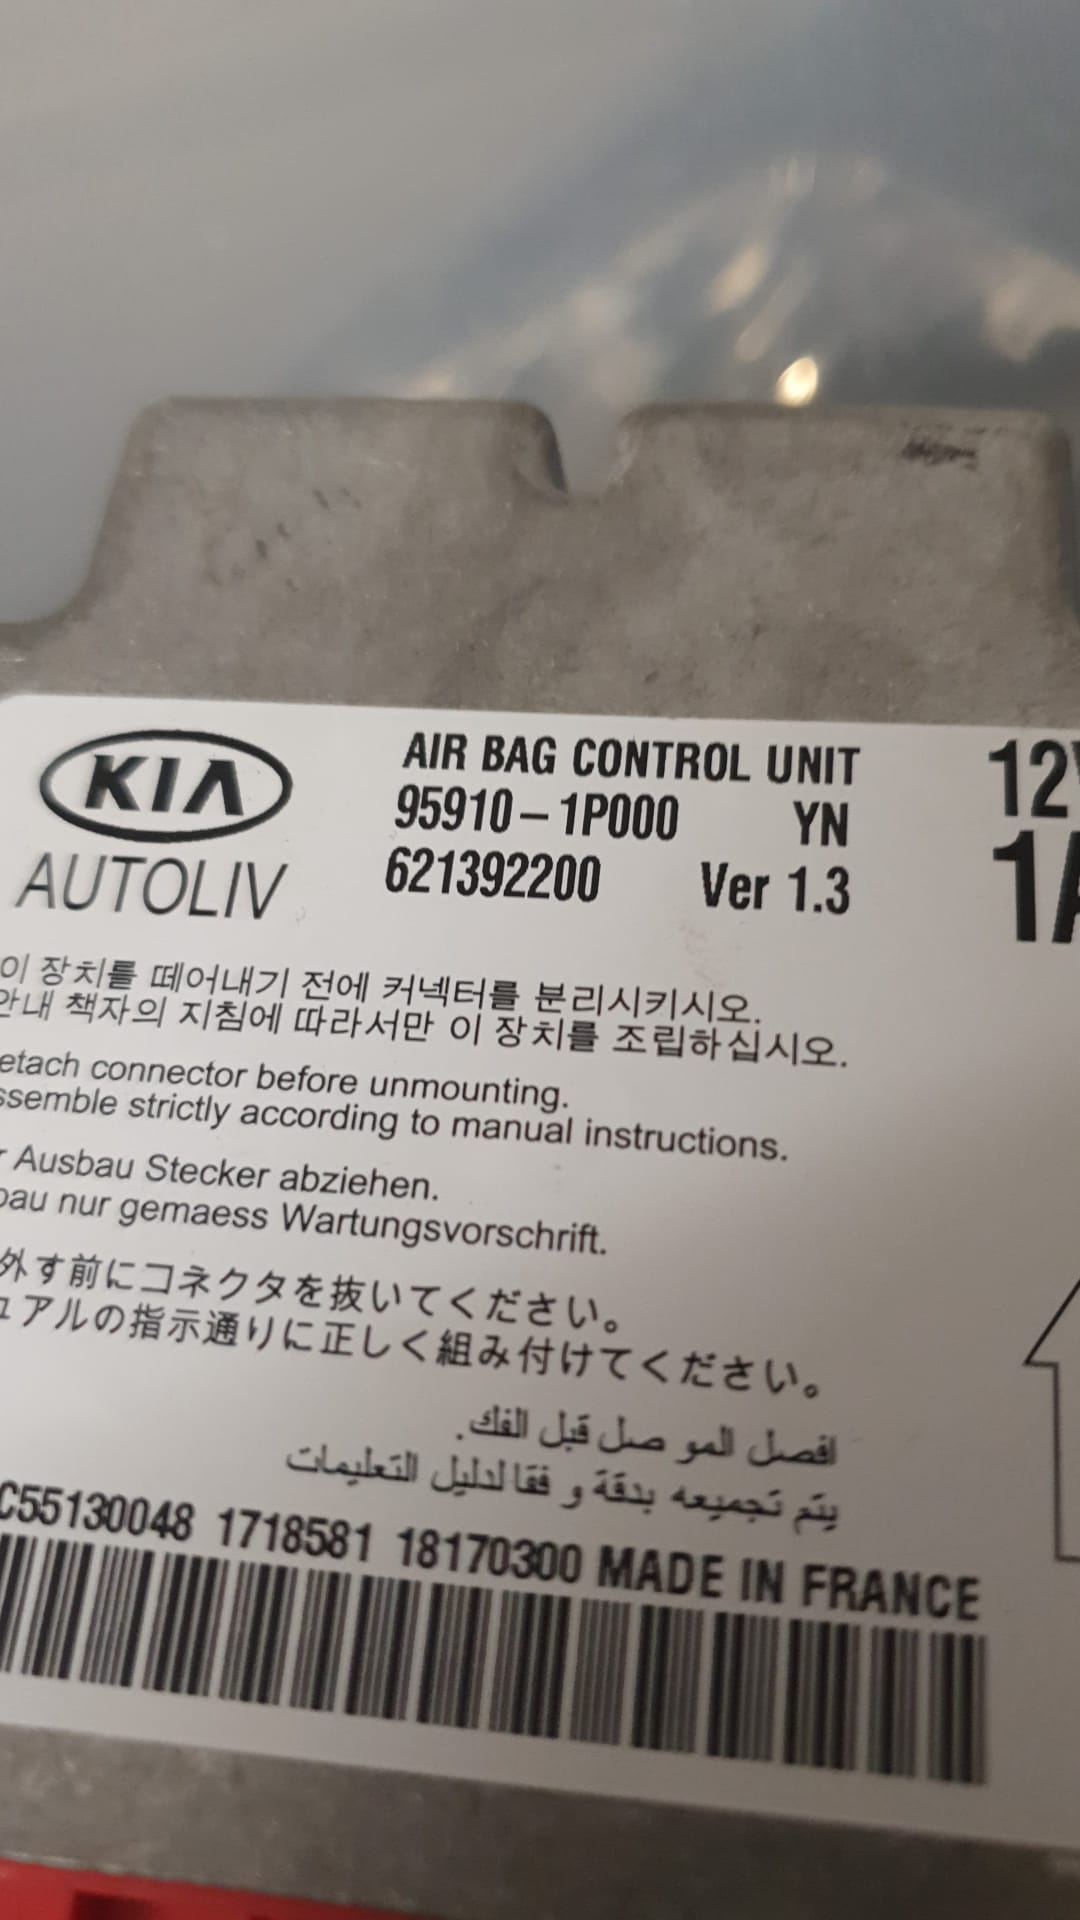 KIA
AUTOLIV
AIR BAG CONTROL UNIT
95910-1P000 YN
621392200 Ver 1.3
12V
1A
이 장치를 떼어내기 전에 커넥터를 분리시키시오.
안내 책자의 지침에 따라서만 이 장치를 조립하십시오.
etach connector before unmounting.
ssemble strictly according to manual instructions.
r Ausbau Stecker abziehen.
bau nur gemaess Wartungsvorschrift.
外す前にコネクタを抜いてください。
ュアルの指示通りに正しく組み付けてください。
افصل المو صل قبل الفك.
يتم تجميعه بدقة و فقا لدليل التعليمات
C55130048 1718581 18170300 MADE IN FRANCE